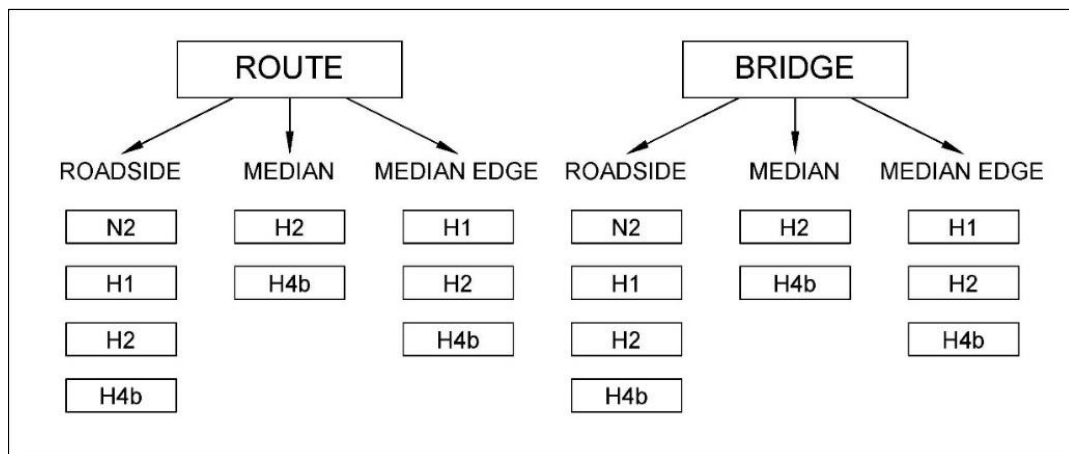 ROUTE BRIDGE
ROADSIDE MEDIAN MEDIAN EDGE ROADSIDE MEDIAN MEDIAN EDGE
N2 H2 H1 N2 H2 H1
H1 H4b H2 H1 H4b H2
H2 H4b H2 H4b
H4b H4b